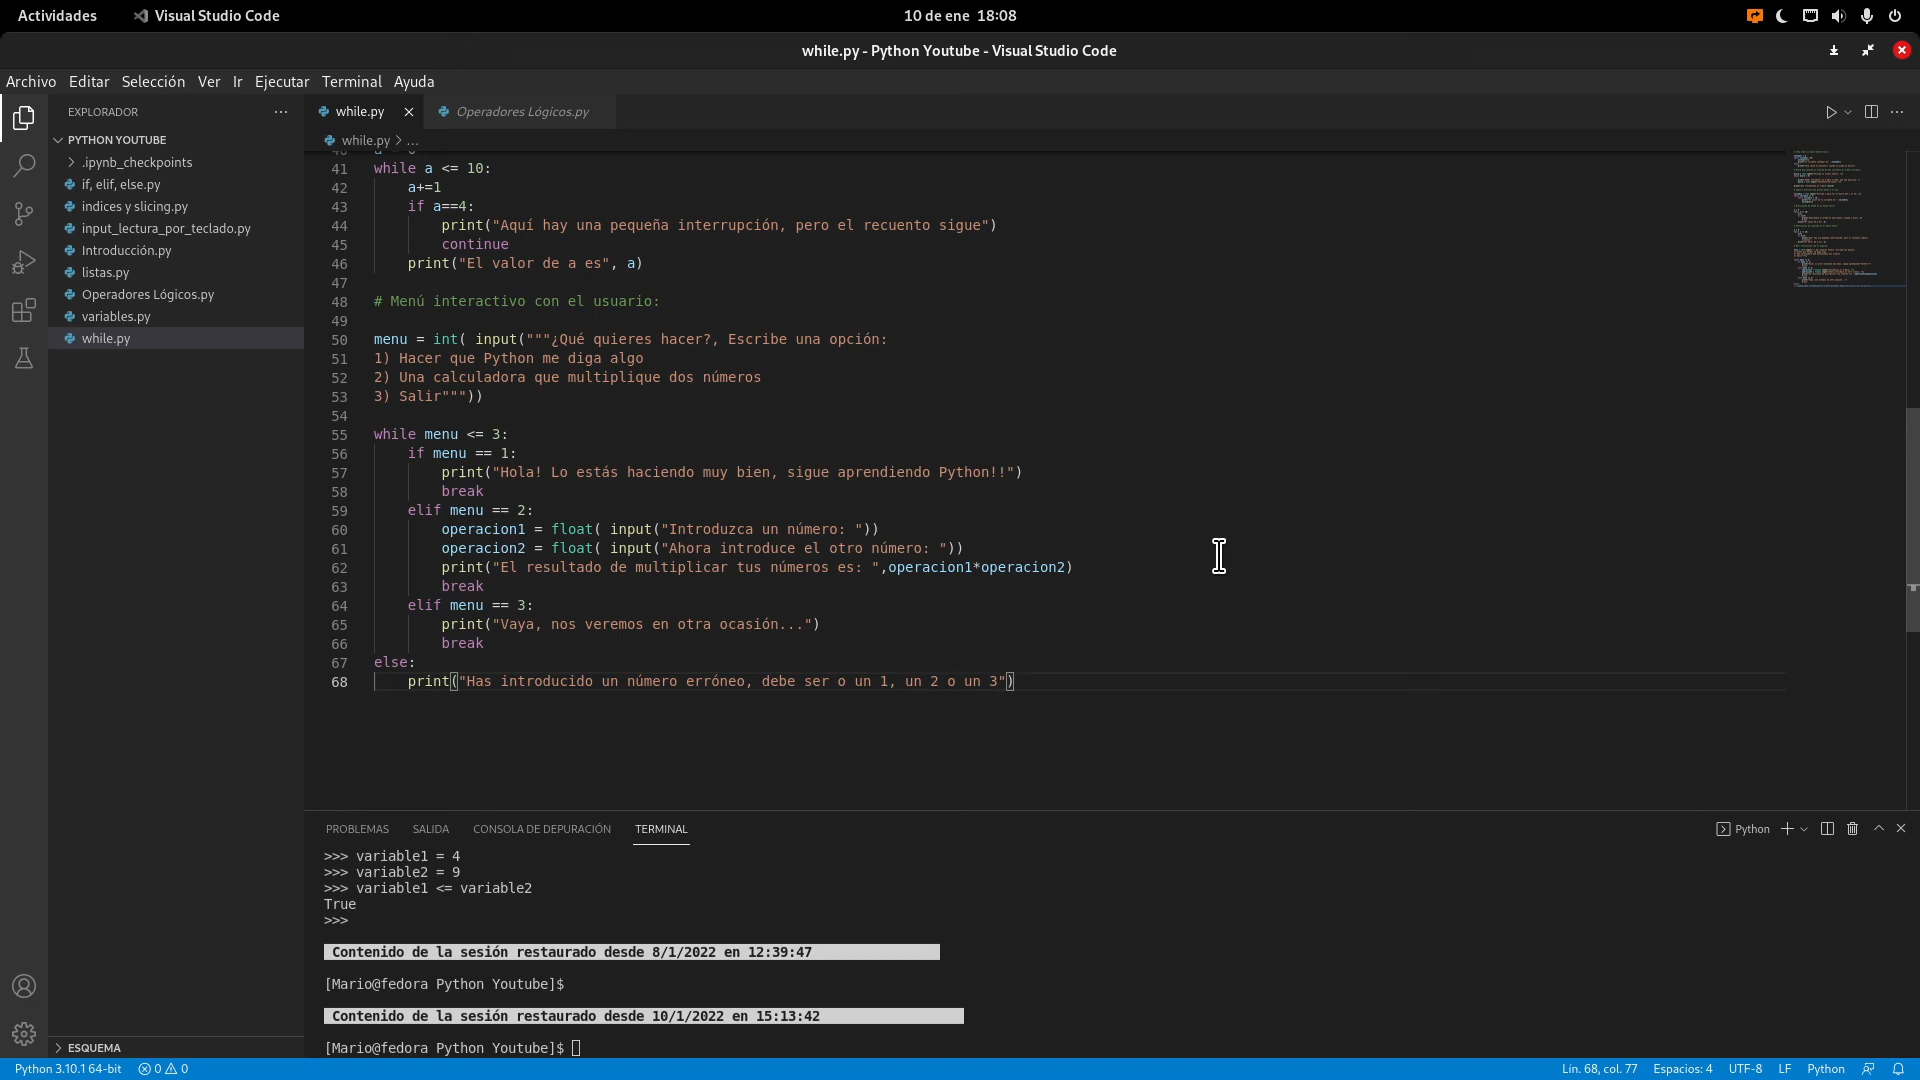 Actividades
Visual Studio Code
10 de ene 18:08
while.py - Python Youtube - Visual Studio Code
Archivo Editar Selección Ver Ir Ejecutar Terminal Ayuda
EXPLORADOR
PYTHON YOUTUBE
.ipynb_checkpoints
if, elif, else.py
indices y slicing.py
input_lectura_por_teclado.py
Introducción.py
listas.py
Operadores Lógicos.py
variables.py
while.py
ESQUEMA
while.py
Operadores Lógicos.py
while.py > ...
41 while a <= 10:
42 a+=1
43 if a==4:
44 print("Aquí hay una pequeña interrupción, pero el recuento sigue")
45 continue
46 print("El valor de a es", a)
47
48 # Menú interactivo con el usuario:
49
50 menu = int( input("""¿Qué quieres hacer?, Escribe una opción:
51 1) Hacer que Python me diga algo
52 2) Una calculadora que multiplique dos números
53 3) Salir"""))
54
55 while menu <= 3:
56 if menu == 1:
57 print("Hola! Lo estás haciendo muy bien, sigue aprendiendo Python!!")
58 break
59 elif menu == 2:
60 operacion1 = float( input("Introduzca un número: "))
61 operacion2 = float( input("Ahora introduce el otro número: "))
62 print("El resultado de multiplicar tus números es: ",operacion1*operacion2)
63 break
64 elif menu == 3:
65 print("Vaya, nos veremos en otra ocasión...")
66 break
67 else:
68 print("Has introducido un número erróneo, debe ser o un 1, un 2 o un 3")
PROBLEMAS SALIDA CONSOLA DE DEPURACIÓN TERMINAL
Python
>>> variable1 = 4
>>> variable2 = 9
>>> variable1 <= variable2
True
>>>
Contenido de la sesión restaurado desde 8/1/2022 en 12:39:47
[Mario@fedora Python Youtube]$
Contenido de la sesión restaurado desde 10/1/2022 en 15:13:42
[Mario@fedora Python Youtube]$
Python 3.10.1 64-bit 0 0
Lín. 68, col. 77 Espacios: 4 UTF-8 LF Python